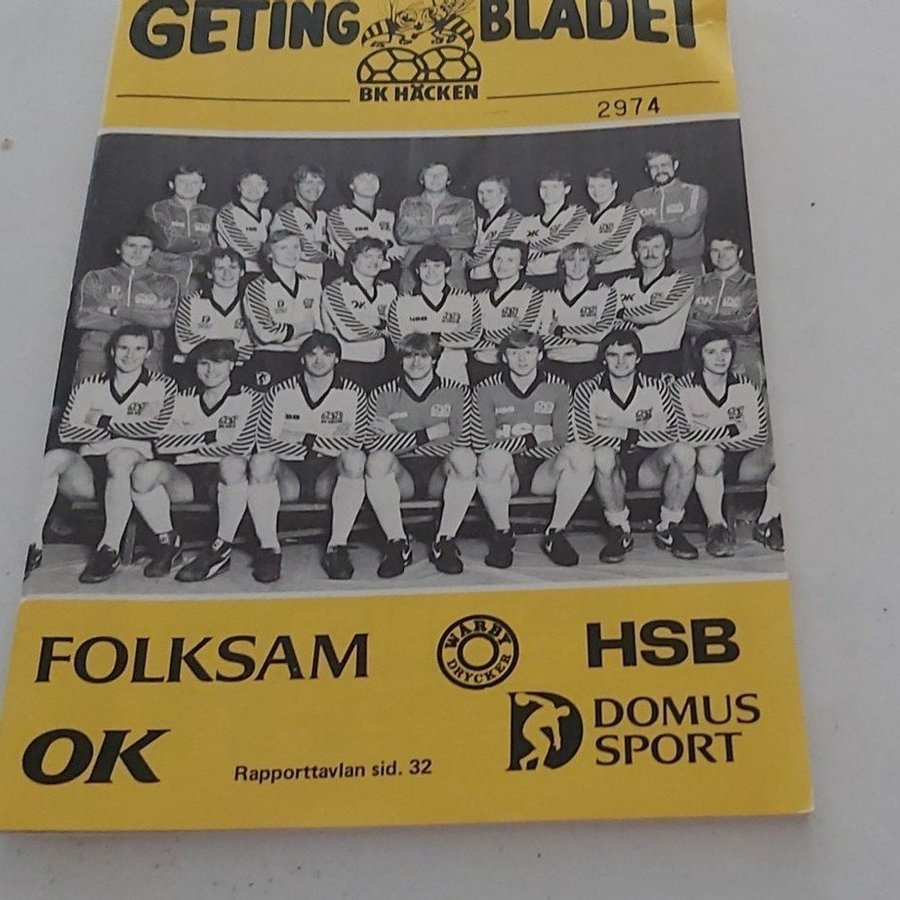 GETING BLADET
BK HÄCKEN
2974
FOLKSAM
WÅRBY
DRYCKER
HSB
OK
Rapporttavlan sid. 32
DOMUS
SPORT